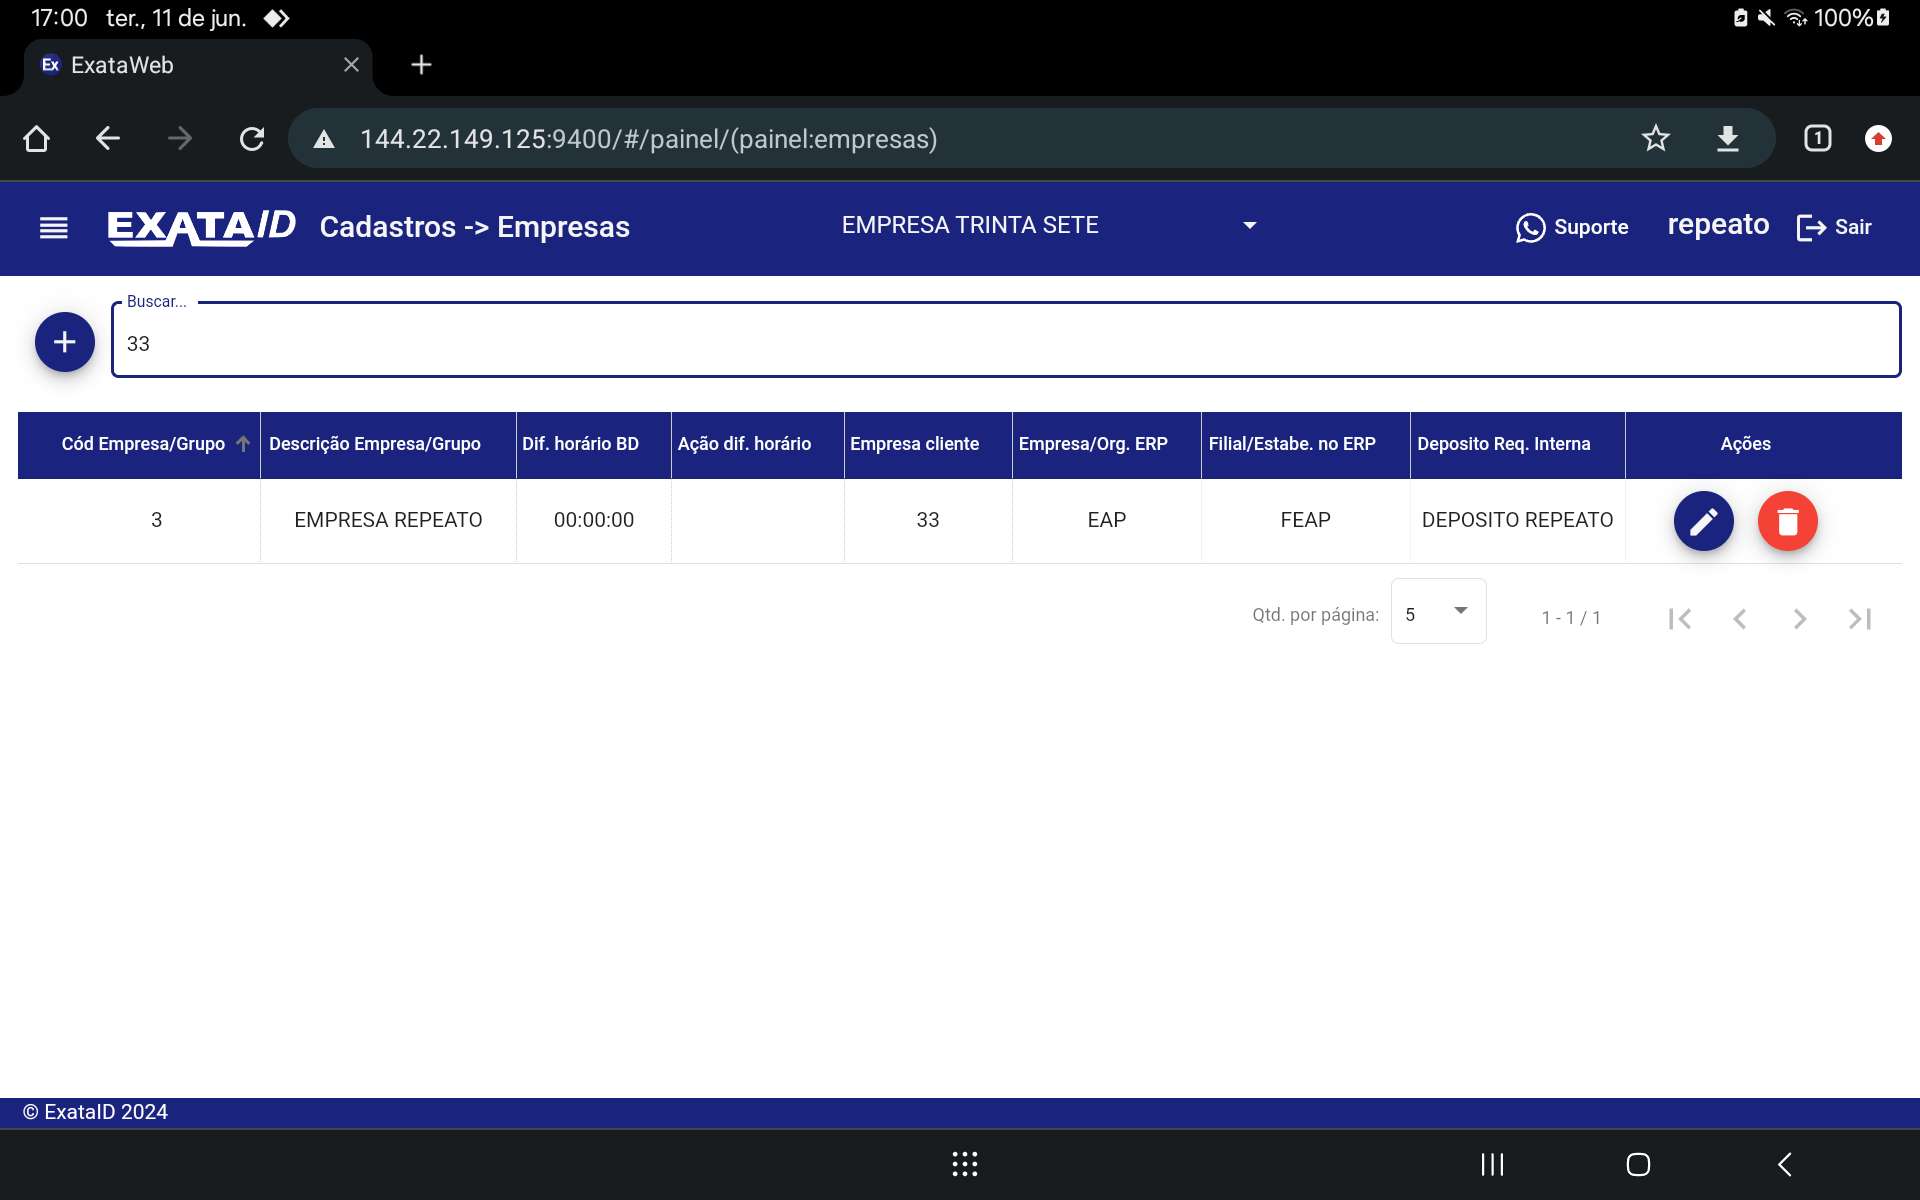 17:00 ter., 11 de jun. 100%
Ex ExataWeb
144.22.149.125:9400/#/painel/(painel:empresas) 1
EXATAID Cadastros -> Empresas EMPRESA TRINTA SETE Suporte repeato Sair
Buscar...
33
Cód Empresa/Grupo Descrição Empresa/Grupo Dif. horário BD Ação dif. horário Empresa cliente Empresa/Org. ERP Filial/Estabe. no ERP Deposito Req. Interna Ações
3 EMPRESA REPEATO 00:00:00 33 EAP FEAP DEPOSITO REPEATO
Qtd. por página: 5 1 - 1 / 1
© ExataID 2024